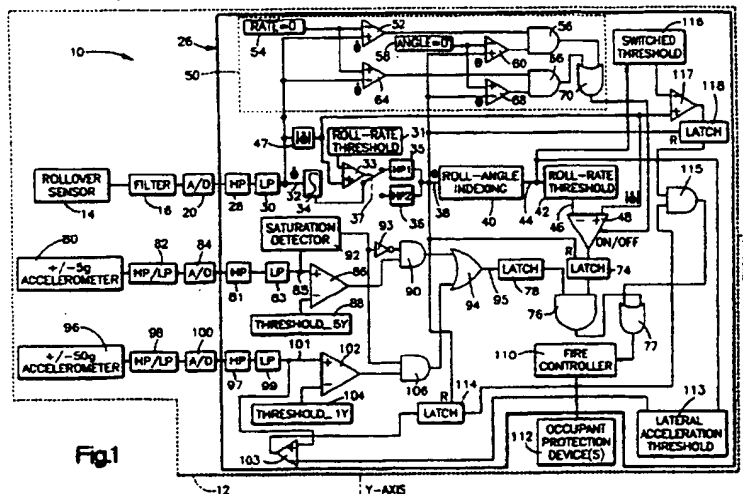 RATE=0
52
56
116
10
26
54
ANGLE=0
58
60
SWITCHED
THRESHOLD
50
56
117
64
68
70
LATCH
118
R
47
ROLL-RATE
THRESHOLD
31
35
33
115
ROLLOVER
SENSOR
FILTER
A/D
HP
LP
32
34
HP1
37
HP2
36
38
ROLL-ANGLE
INDEXING
ROLL-RATE
THRESHOLD
14
16
20
28
30
40
44
42
46
48
ON/OFF
80
82
84
SATURATION
DETECTOR
93
92
86
R
+/-5g
ACCELEROMETER
HP/LP
A/D
HP
LP
90
94
LATCH
LATCH
74
81
83
85
95
78
88
THRESHOLD_5Y
76
77
96
98
100
101
102
110
+/-50g
ACCELEROMETER
HP/LP
A/D
HP
LP
FIRE
CONTROLLER
97
99
106
104
114
R
113
THRESHOLD_1Y
LATCH
LATERAL
ACCELERATION
THRESHOLD
103
112
OCCUPANT
PROTECTION
DEVICE(S)
Fig.1
12
Y-AXIS